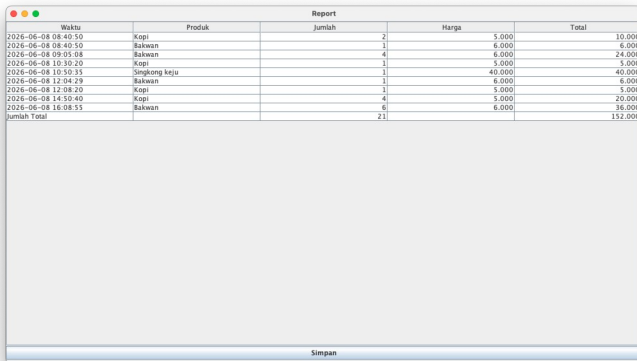 Report
Waktu Produk Jumlah Harga Total
2026-06-08 08:40:50 Kopi 2 5.000 10.000
2026-06-08 08:40:50 Bakwan 1 6.000 6.000
2026-06-08 09:05:08 Bakwan 4 6.000 24.000
2026-06-08 10:30:20 Kopi 1 5.000 5.000
2026-06-08 10:50:35 Singkong keju 1 40.000 40.000
2026-06-08 12:04:29 Bakwan 1 6.000 6.000
2026-06-08 12:08:20 Kopi 1 5.000 5.000
2026-06-08 14:50:40 Kopi 4 5.000 20.000
2026-06-08 16:08:55 Bakwan 6 6.000 36.000
Jumlah Total 21 152.000
Simpan